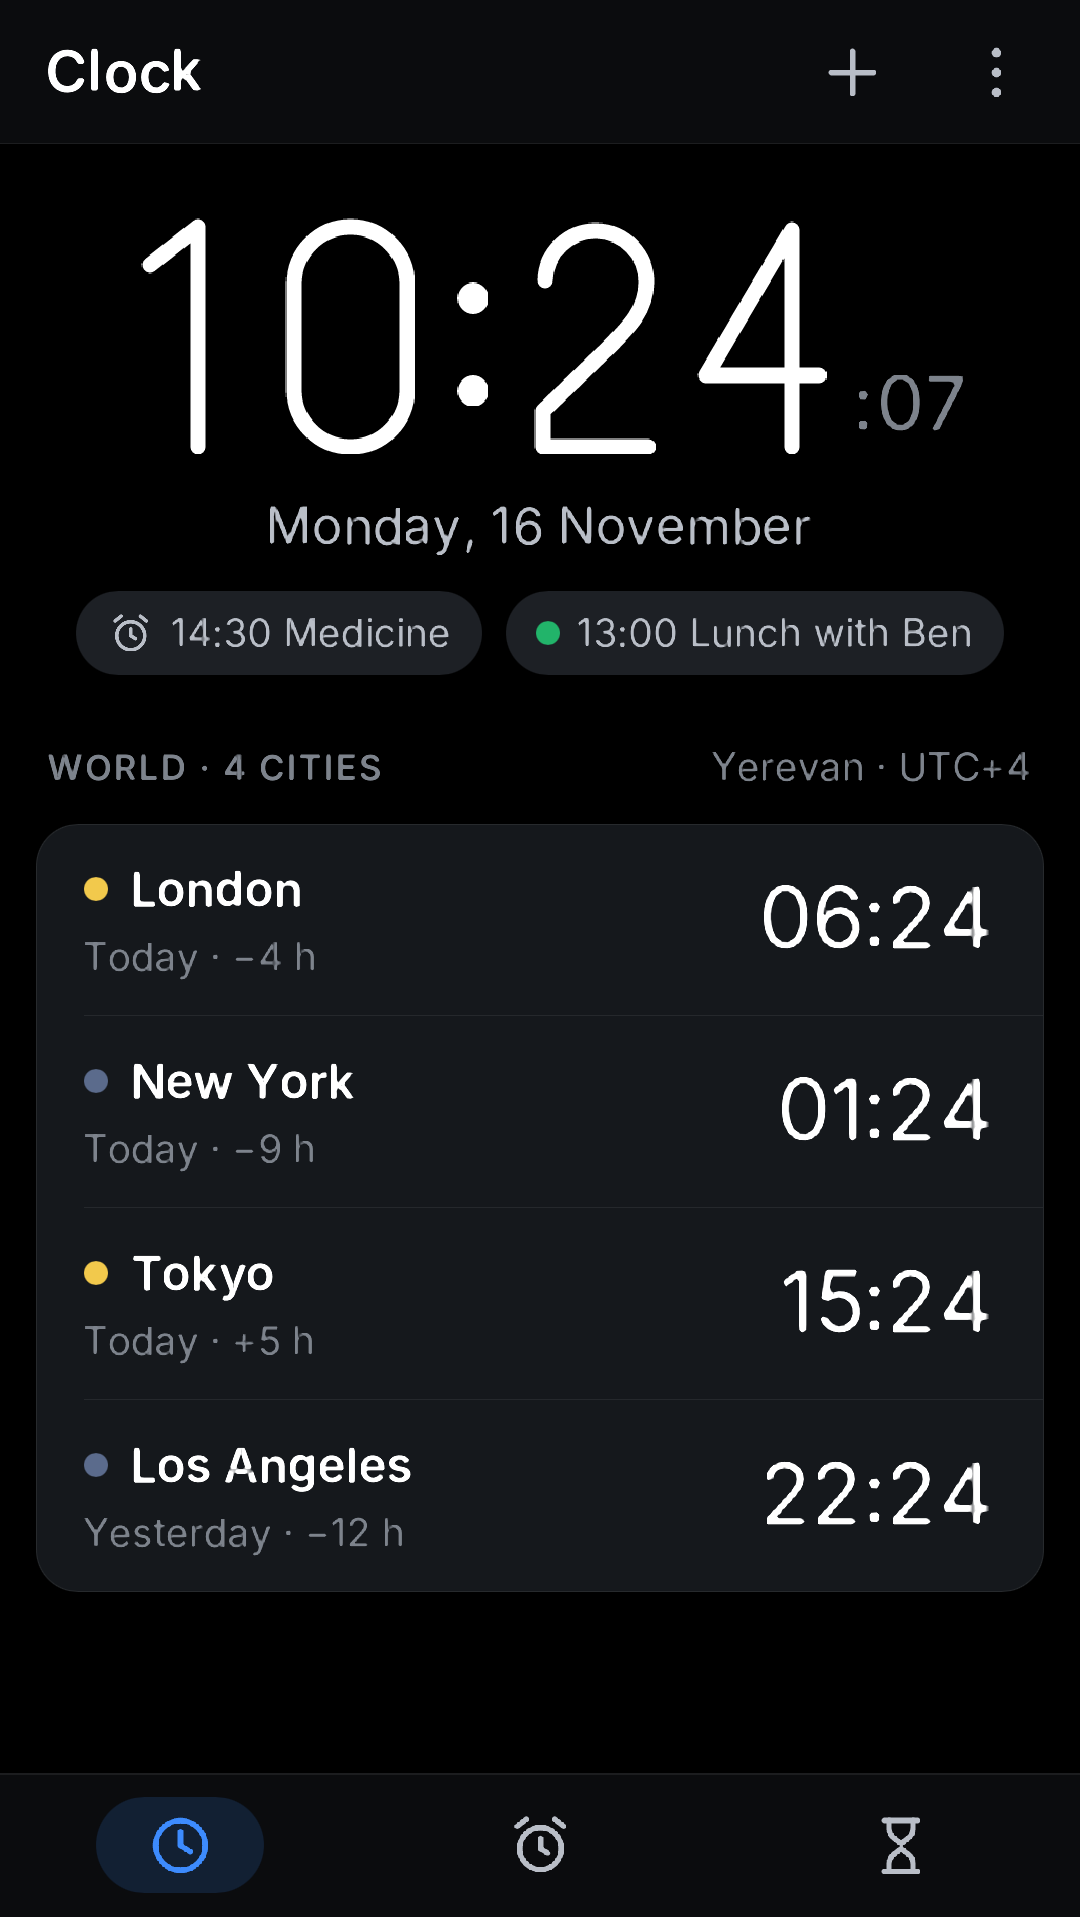 Clock
10:24 :07
Monday, 16 November
14:30 Medicine
13:00 Lunch with Ben
WORLD · 4 CITIES
Yerevan · UTC+4
London
06:24
Today · −4 h
New York
01:24
Today · −9 h
Tokyo
15:24
Today · +5 h
Los Angeles
22:24
Yesterday · −12 h